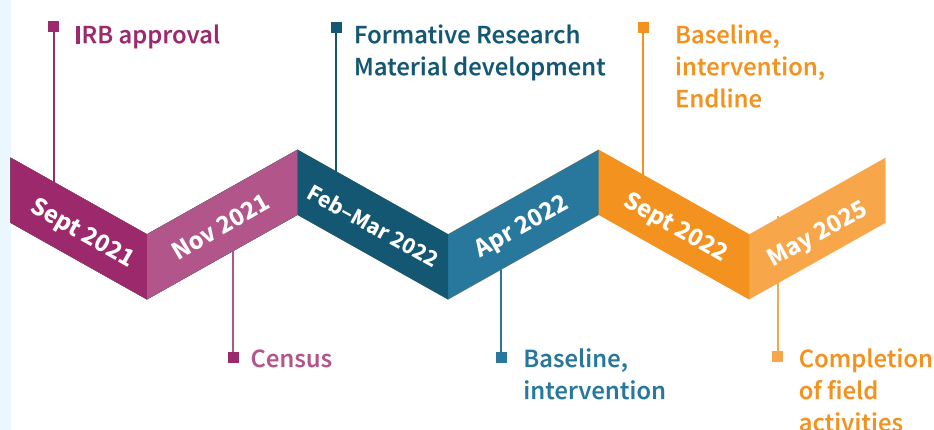 IRB approval
Formative Research
Material development
Baseline,
intervention,
Endline
Sept 2021
Nov 2021
Feb–Mar 2022
Apr 2022
Sept 2022
May 2025
Census
Baseline,
intervention
Completion
of field
activities